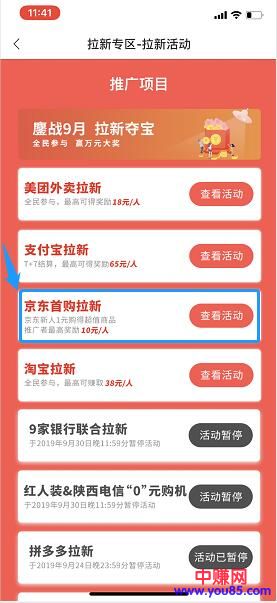 11:41
拉新专区-拉新活动
推广项目
鏖战9月 拉新夺宝
全民参与 赢万元大奖
美团外卖拉新
全民参与，最高可得奖励18元/人
查看活动
支付宝拉新
T+7结算，最高可得奖励65元/人
查看活动
京东首购拉新
京东新人1元购得超值商品
推广者最高奖励 10元/人
查看活动
淘宝拉新
全民参与，最高可赚取 38元/人
查看活动
9家银行联合拉新
于2019年9月30日晚11:59分暂停活动
活动暂停
红人装&陕西电信“0”元购机
于2019年9月30日晚11:59分暂停活动
活动暂停
拼多多拉新
于2019年9月24日晚23:59分暂停活动
活动已暂停
中赚网
www.you85.com